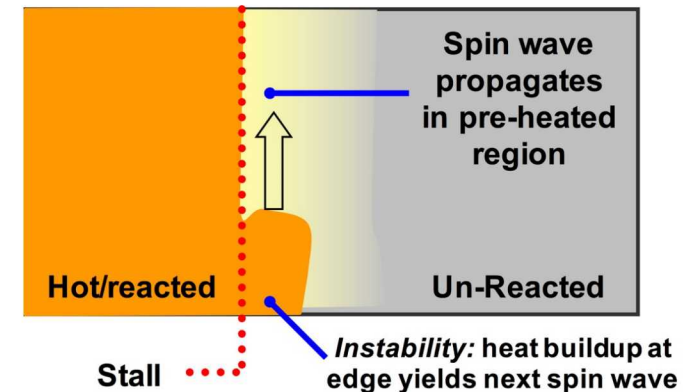 Spin wave
propagates
in pre-heated
region
Hot/reacted
Un-Reacted
Stall
Instability: heat buildup at
edge yields next spin wave